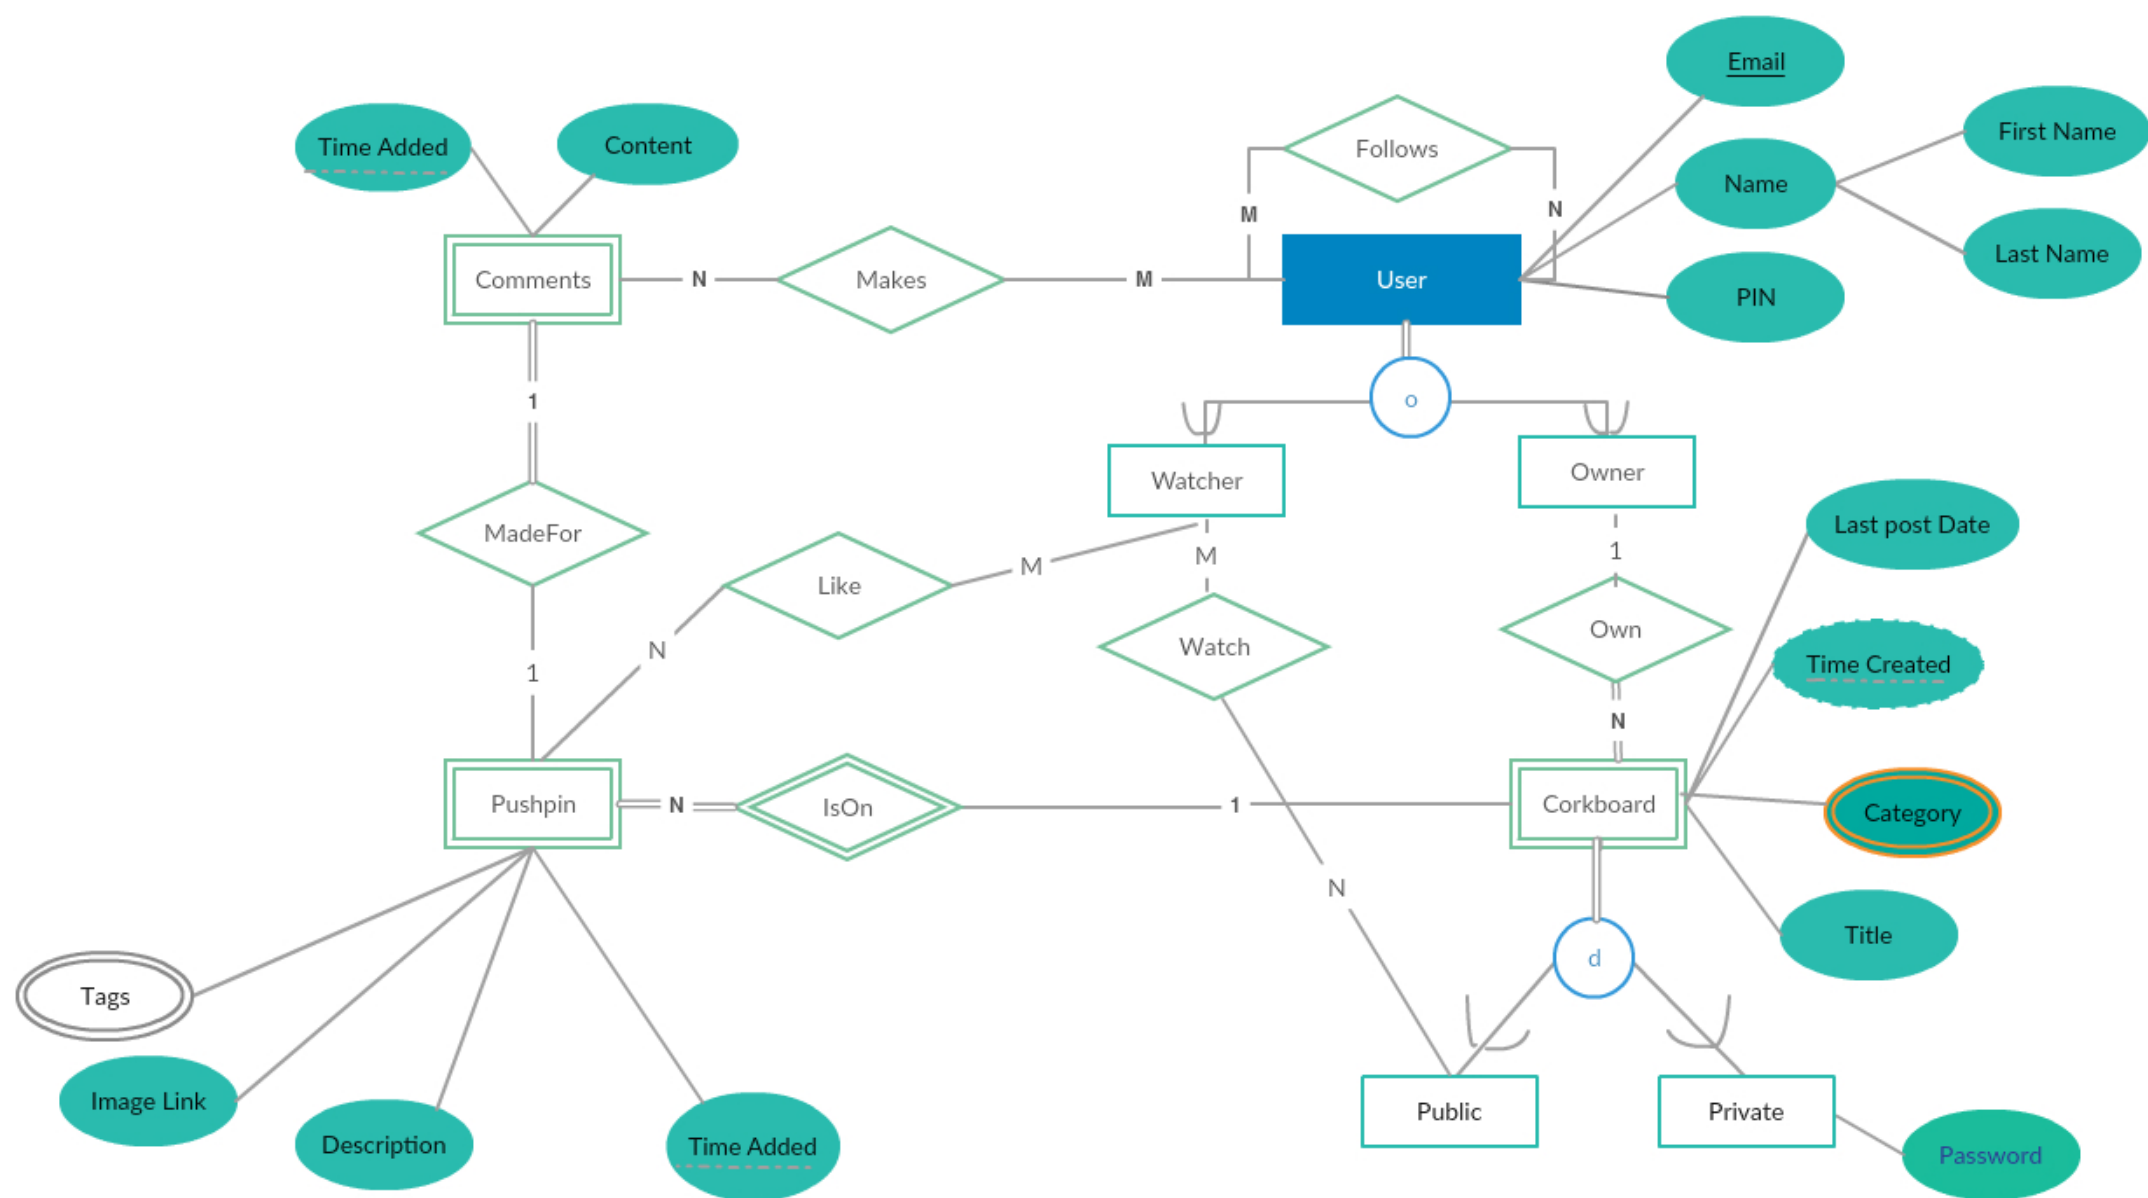 Email
First Name
Time Added
Content
Follows
Name
M
N
Last Name
Comments
N
Makes
M
User
PIN
1
o
Watcher
Owner
MadeFor
Last post Date
M
M
1
Like
Own
N
Watch
Time Created
1
N
Pushpin
N
IsOn
1
Corkboard
Category
N
Title
d
Tags
Image Link
Public
Private
Description
Time Added
Password